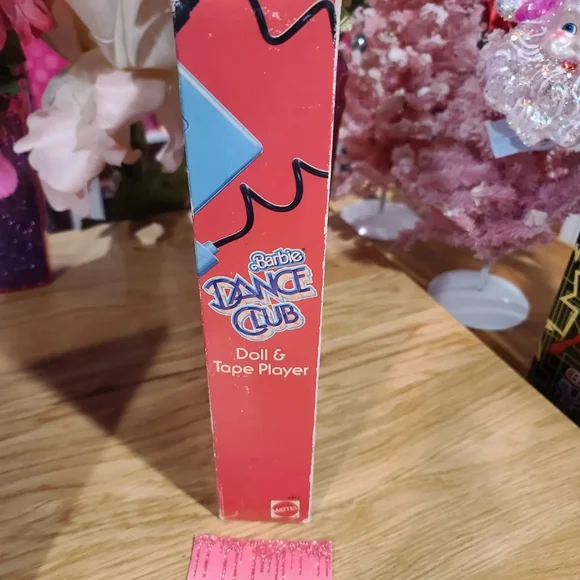 Barbie
DANCE
CLUB
Doll &
Tape Player
MATTEL